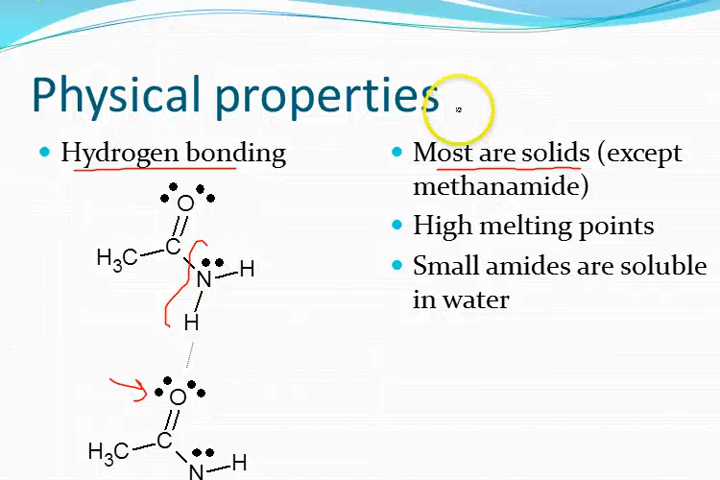 Physical properties
Hydrogen bonding
O
H₃C
C
N
H
H
O
H₃C
C
N
H
Most are solids (except
methanamide)
High melting points
Small amides are soluble
in water